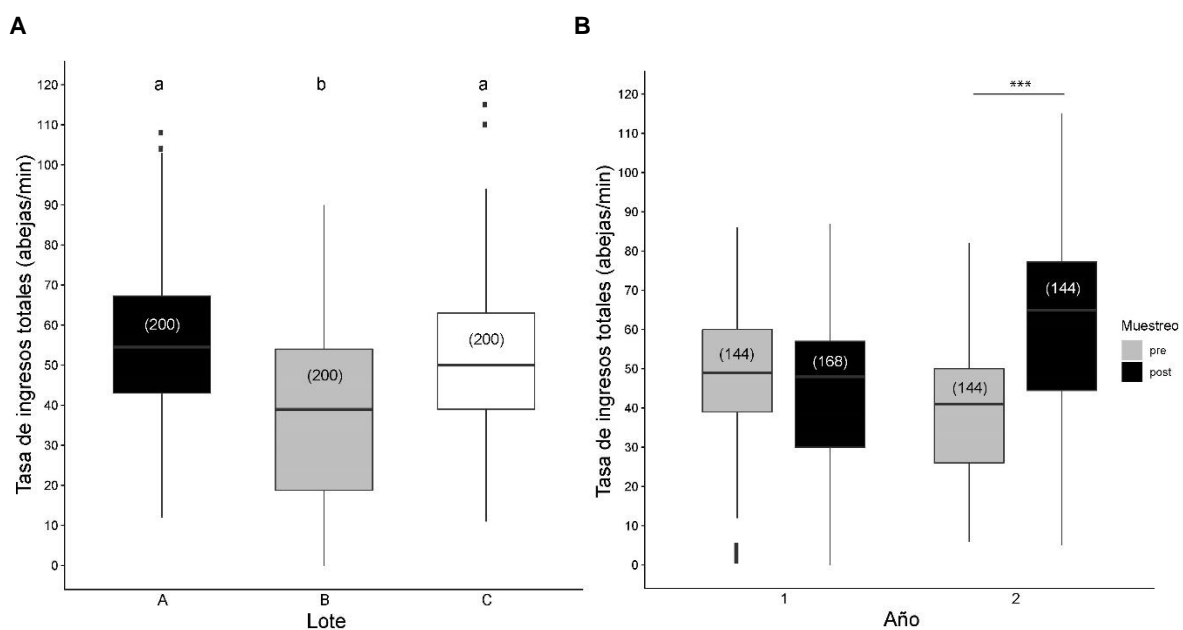 A
Tasa de ingresos totales (abejas/min)
120
110
100
90
80
70
60
50
40
30
20
10
0
a
b
a
(200)
(200)
(200)
A
B
C
Lote
B
Tasa de ingresos totales (abejas/min)
120
110
100
90
80
70
60
50
40
30
20
10
0
***
(144)
(168)
(144)
(144)
1
2
Año
Muestreo
pre
post